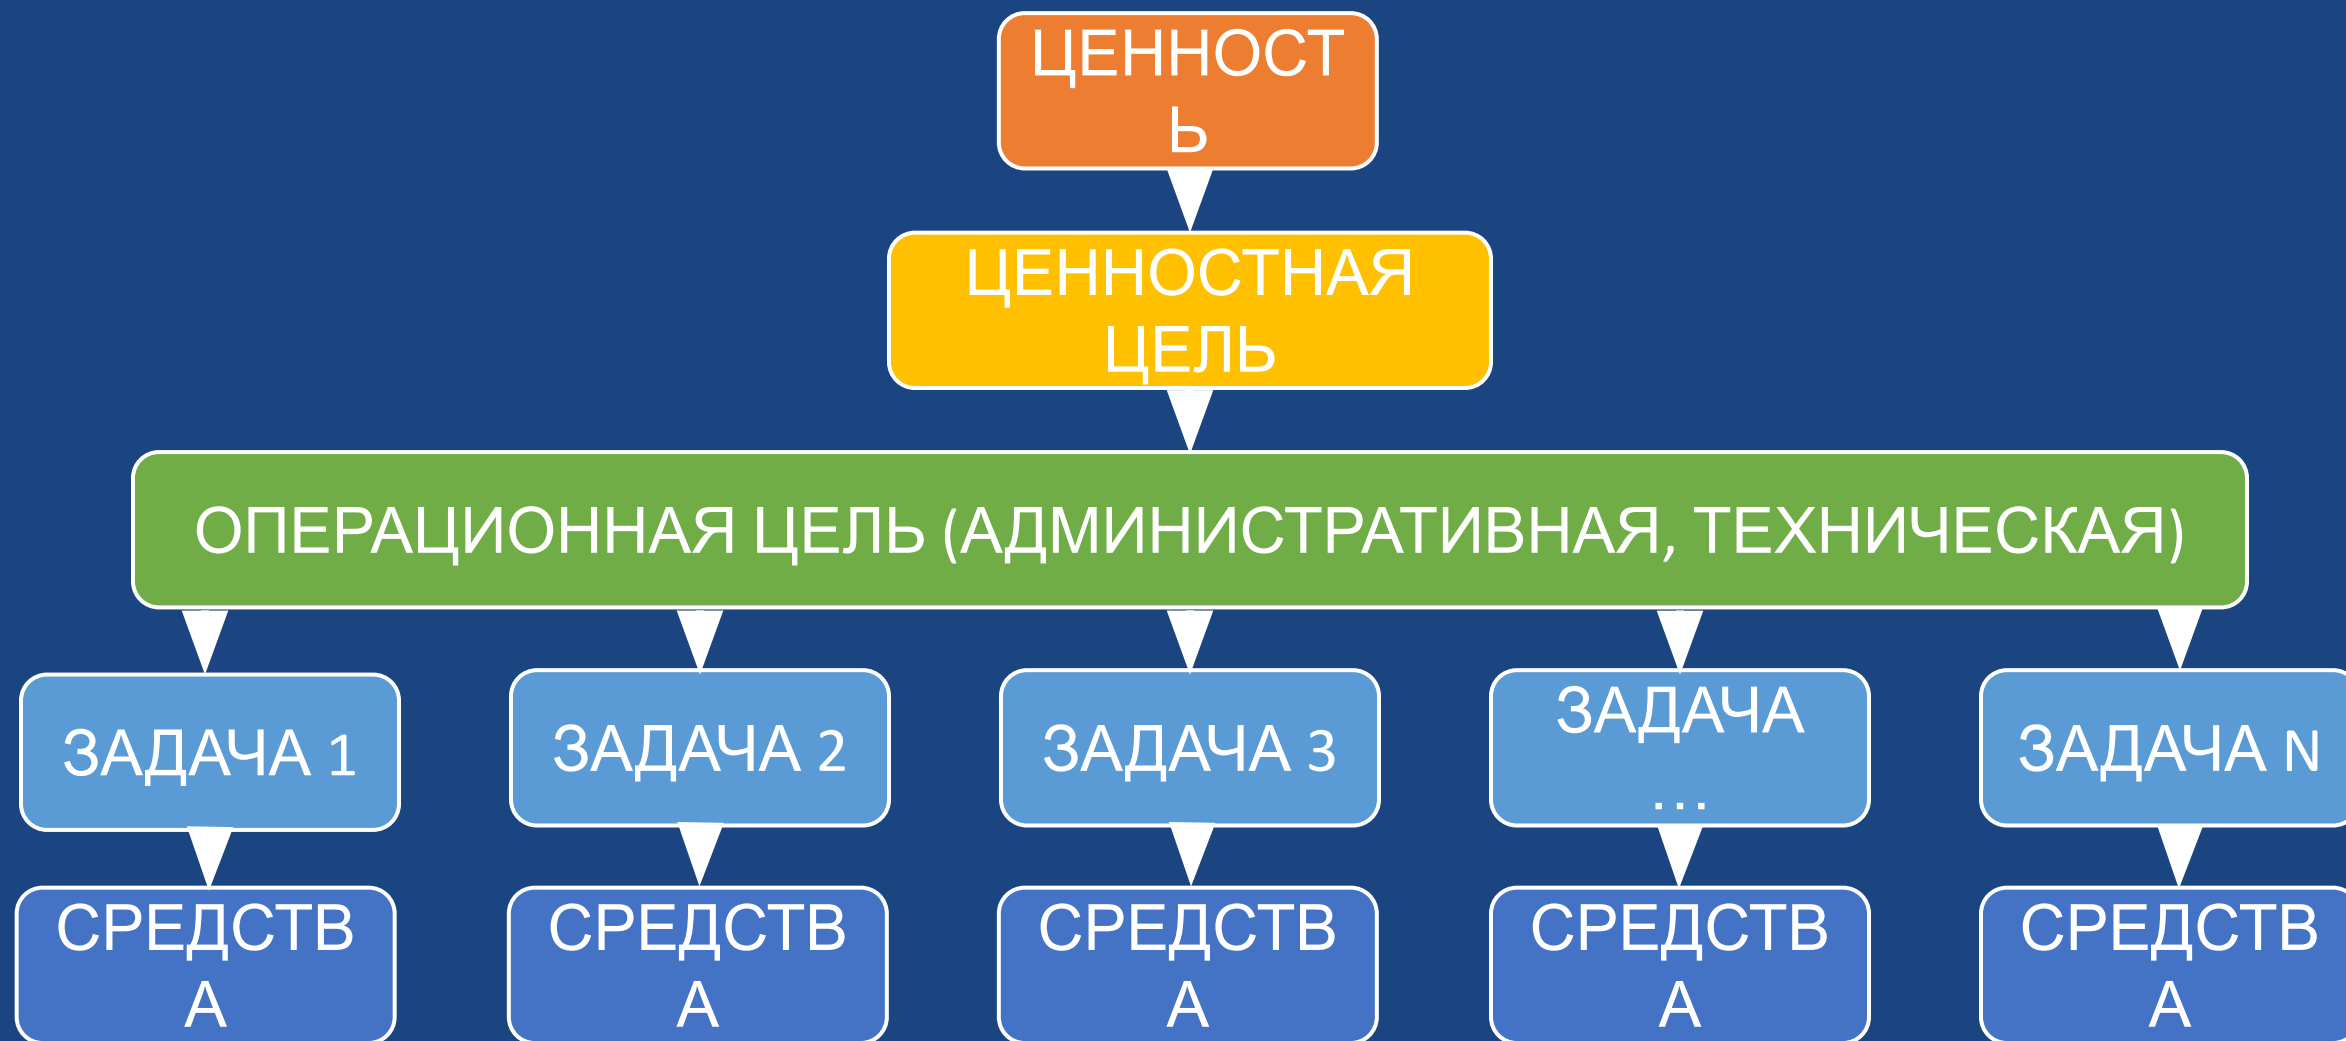 ЦЕННОСТ
Ь
ЦЕННОСТНАЯ
ЦЕЛЬ
ОПЕРАЦИОННАЯ ЦЕЛЬ (АДМИНИСТРАТИВНАЯ, ТЕХНИЧЕСКАЯ)
ЗАДАЧА 1
ЗАДАЧА 2
ЗАДАЧА 3
ЗАДАЧА
...
ЗАДАЧА N
СРЕДСТВ
А
СРЕДСТВ
А
СРЕДСТВ
А
СРЕДСТВ
А
СРЕДСТВ
А